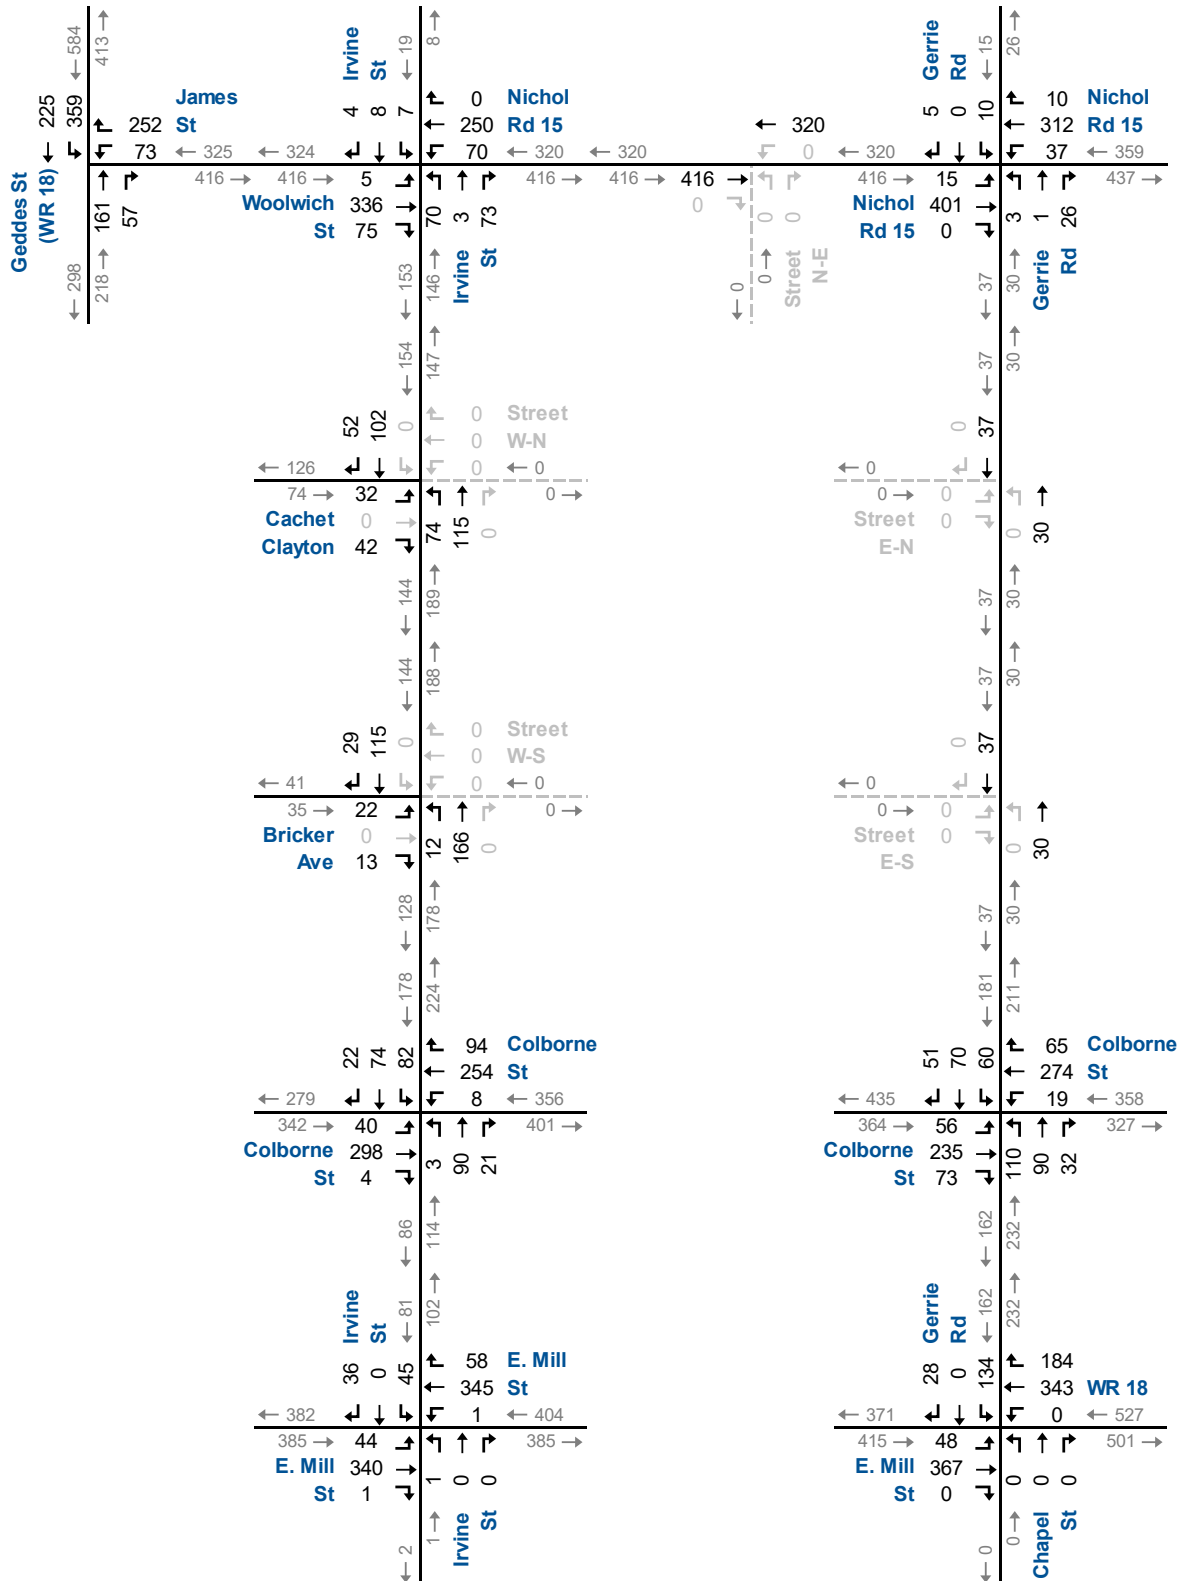 ← 584
413 →
Irvine
St
← 19
8 →
Gerrie
Rd
← 15
26 →
Geddes St
(WR 18)
← 225
359
James
252 St
73 ← 325 ← 324
4 8 7
0 Nichol
250 Rd 15
70 ← 320 ← 320
← 320
0 ← 320
5 0 10
10 Nichol
312 Rd 15
37 ← 359
161 57
416 → 416 → 5
Woolwich 336
St 75
70 3 73
416 → 416 → 416
0
0 0
416 → 15
Nichol 401
Rd 15 0
3 1 26
437 →
← 298
218 →
← 153
146 →
Irvine
St
← 0
0 →
Street
N-E
← 37
30 →
Gerrie
Rd
← 154
147 →
← 37
30 →
52 102 0
0 Street
0 W-N
0 ← 0
← 126
0 37
← 0
74 → 32
Cachet 0
Clayton 42
74 115 0
0 →
0 → 0
Street 0
E-N
0 30
← 144
189 →
← 37
30 →
← 144
188 →
← 37
30 →
29 115 0
0 Street
0 W-S
0 ← 0
← 41
0 37
← 0
35 → 22
Bricker 0
Ave 13
12 166 0
0 →
0 → 0
Street 0
E-S
0 30
← 128
178 →
← 37
30 →
← 178
224 →
← 181
211 →
22 74 82
94 Colborne
254 St
8 ← 356
← 279
51 70 60
65 Colborne
274 St
19 ← 358
← 435
342 → 40
Colborne 298
St 4
3 90 21
401 →
364 → 56
Colborne 235
St 73
110 90 32
327 →
← 86
114 →
← 162
232 →
Irvine
St
← 81
102 →
Gerrie
Rd
← 162
232 →
36 0 45
58 E. Mill
345 St
1 ← 404
← 382
28 0 134
184
343 WR 18
0 ← 527
← 371
385 → 44
E. Mill 340
St 1
1 0 0
385 →
415 → 48
E. Mill 367
St 0
0 0 0
501 →
← 2
1 →
Irvine
St
← 0
0 →
Chapel
St